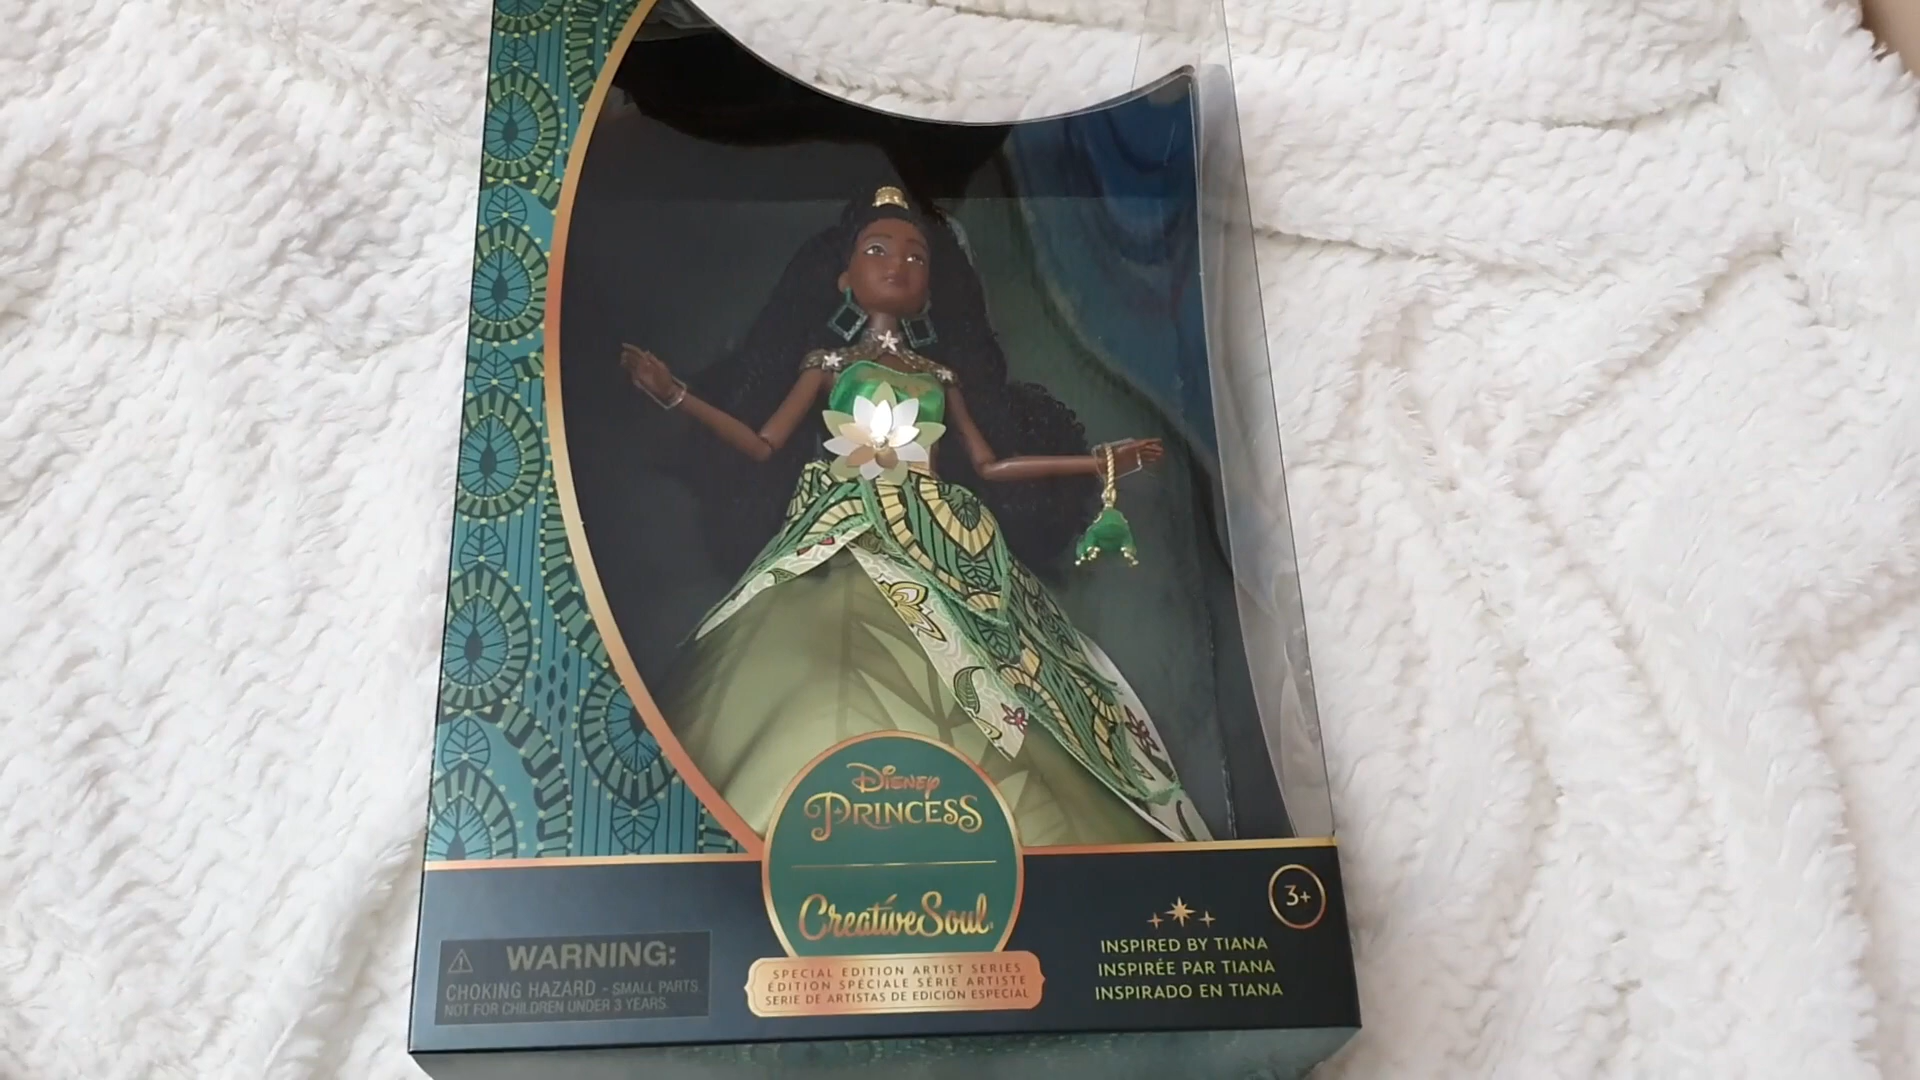 Disney
PRINCESS
CreativeSoul
SPECIAL EDITION ARTIST SERIES
ÉDITION SPÉCIALE SÉRIE ARTISTE
SERIE DE ARTISTAS DE EDICIÓN ESPECIAL
WARNING:
CHOKING HAZARD - SMALL PARTS.
NOT FOR CHILDREN UNDER 3 YEARS.
3+
INSPIRED BY TIANA
INSPIRÉE PAR TIANA
INSPIRADO EN TIANA